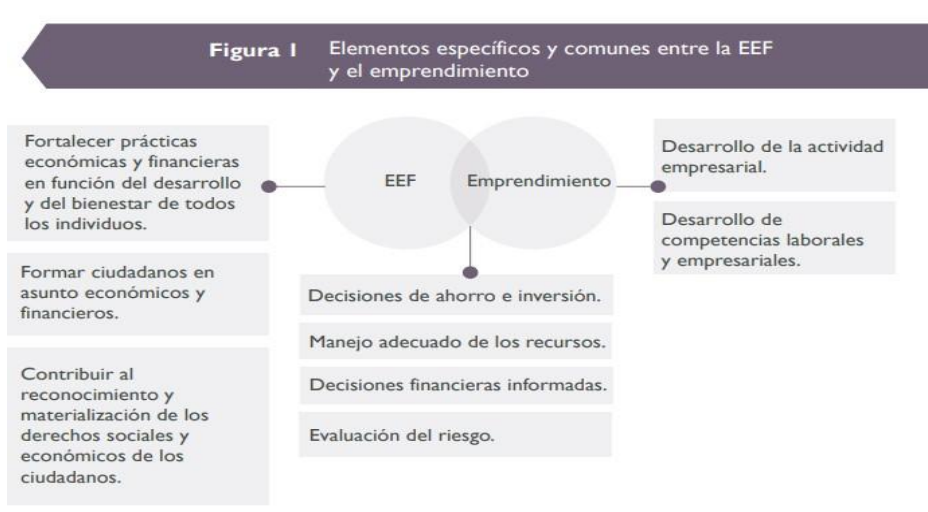 Figura 1
Elementos específicos y comunes entre la EEF
y el emprendimiento
Fortalecer prácticas
económicas y financieras
en función del desarrollo
y del bienestar de todos
los individuos.
Formar ciudadanos en
asunto económicos y
financieros.
Contribuir al
reconocimiento y
materialización de los
derechos sociales y
económicos de los
ciudadanos.
EEF
Emprendimiento
Decisiones de ahorro e inversión.
Manejo adecuado de los recursos.
Decisiones financieras informadas.
Evaluación del riesgo.
Desarrollo de la actividad
empresarial.
Desarrollo de
competencias laborales
y empresariales.